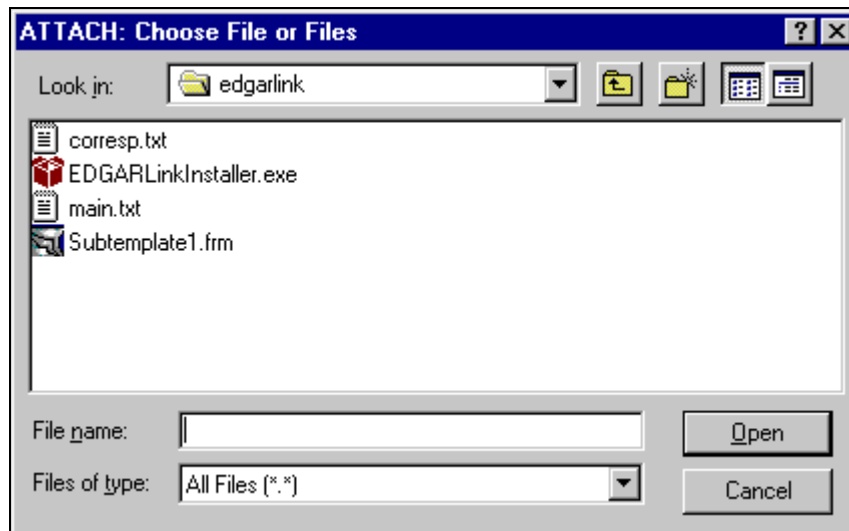 ATTACH: Choose File or Files
Look in: edgarlink
corresp.txt
EDGARLinkInstaller.exe
main.txt
Subtemplate1.frm
File name: Open
Files of type: All Files (*.*) Cancel